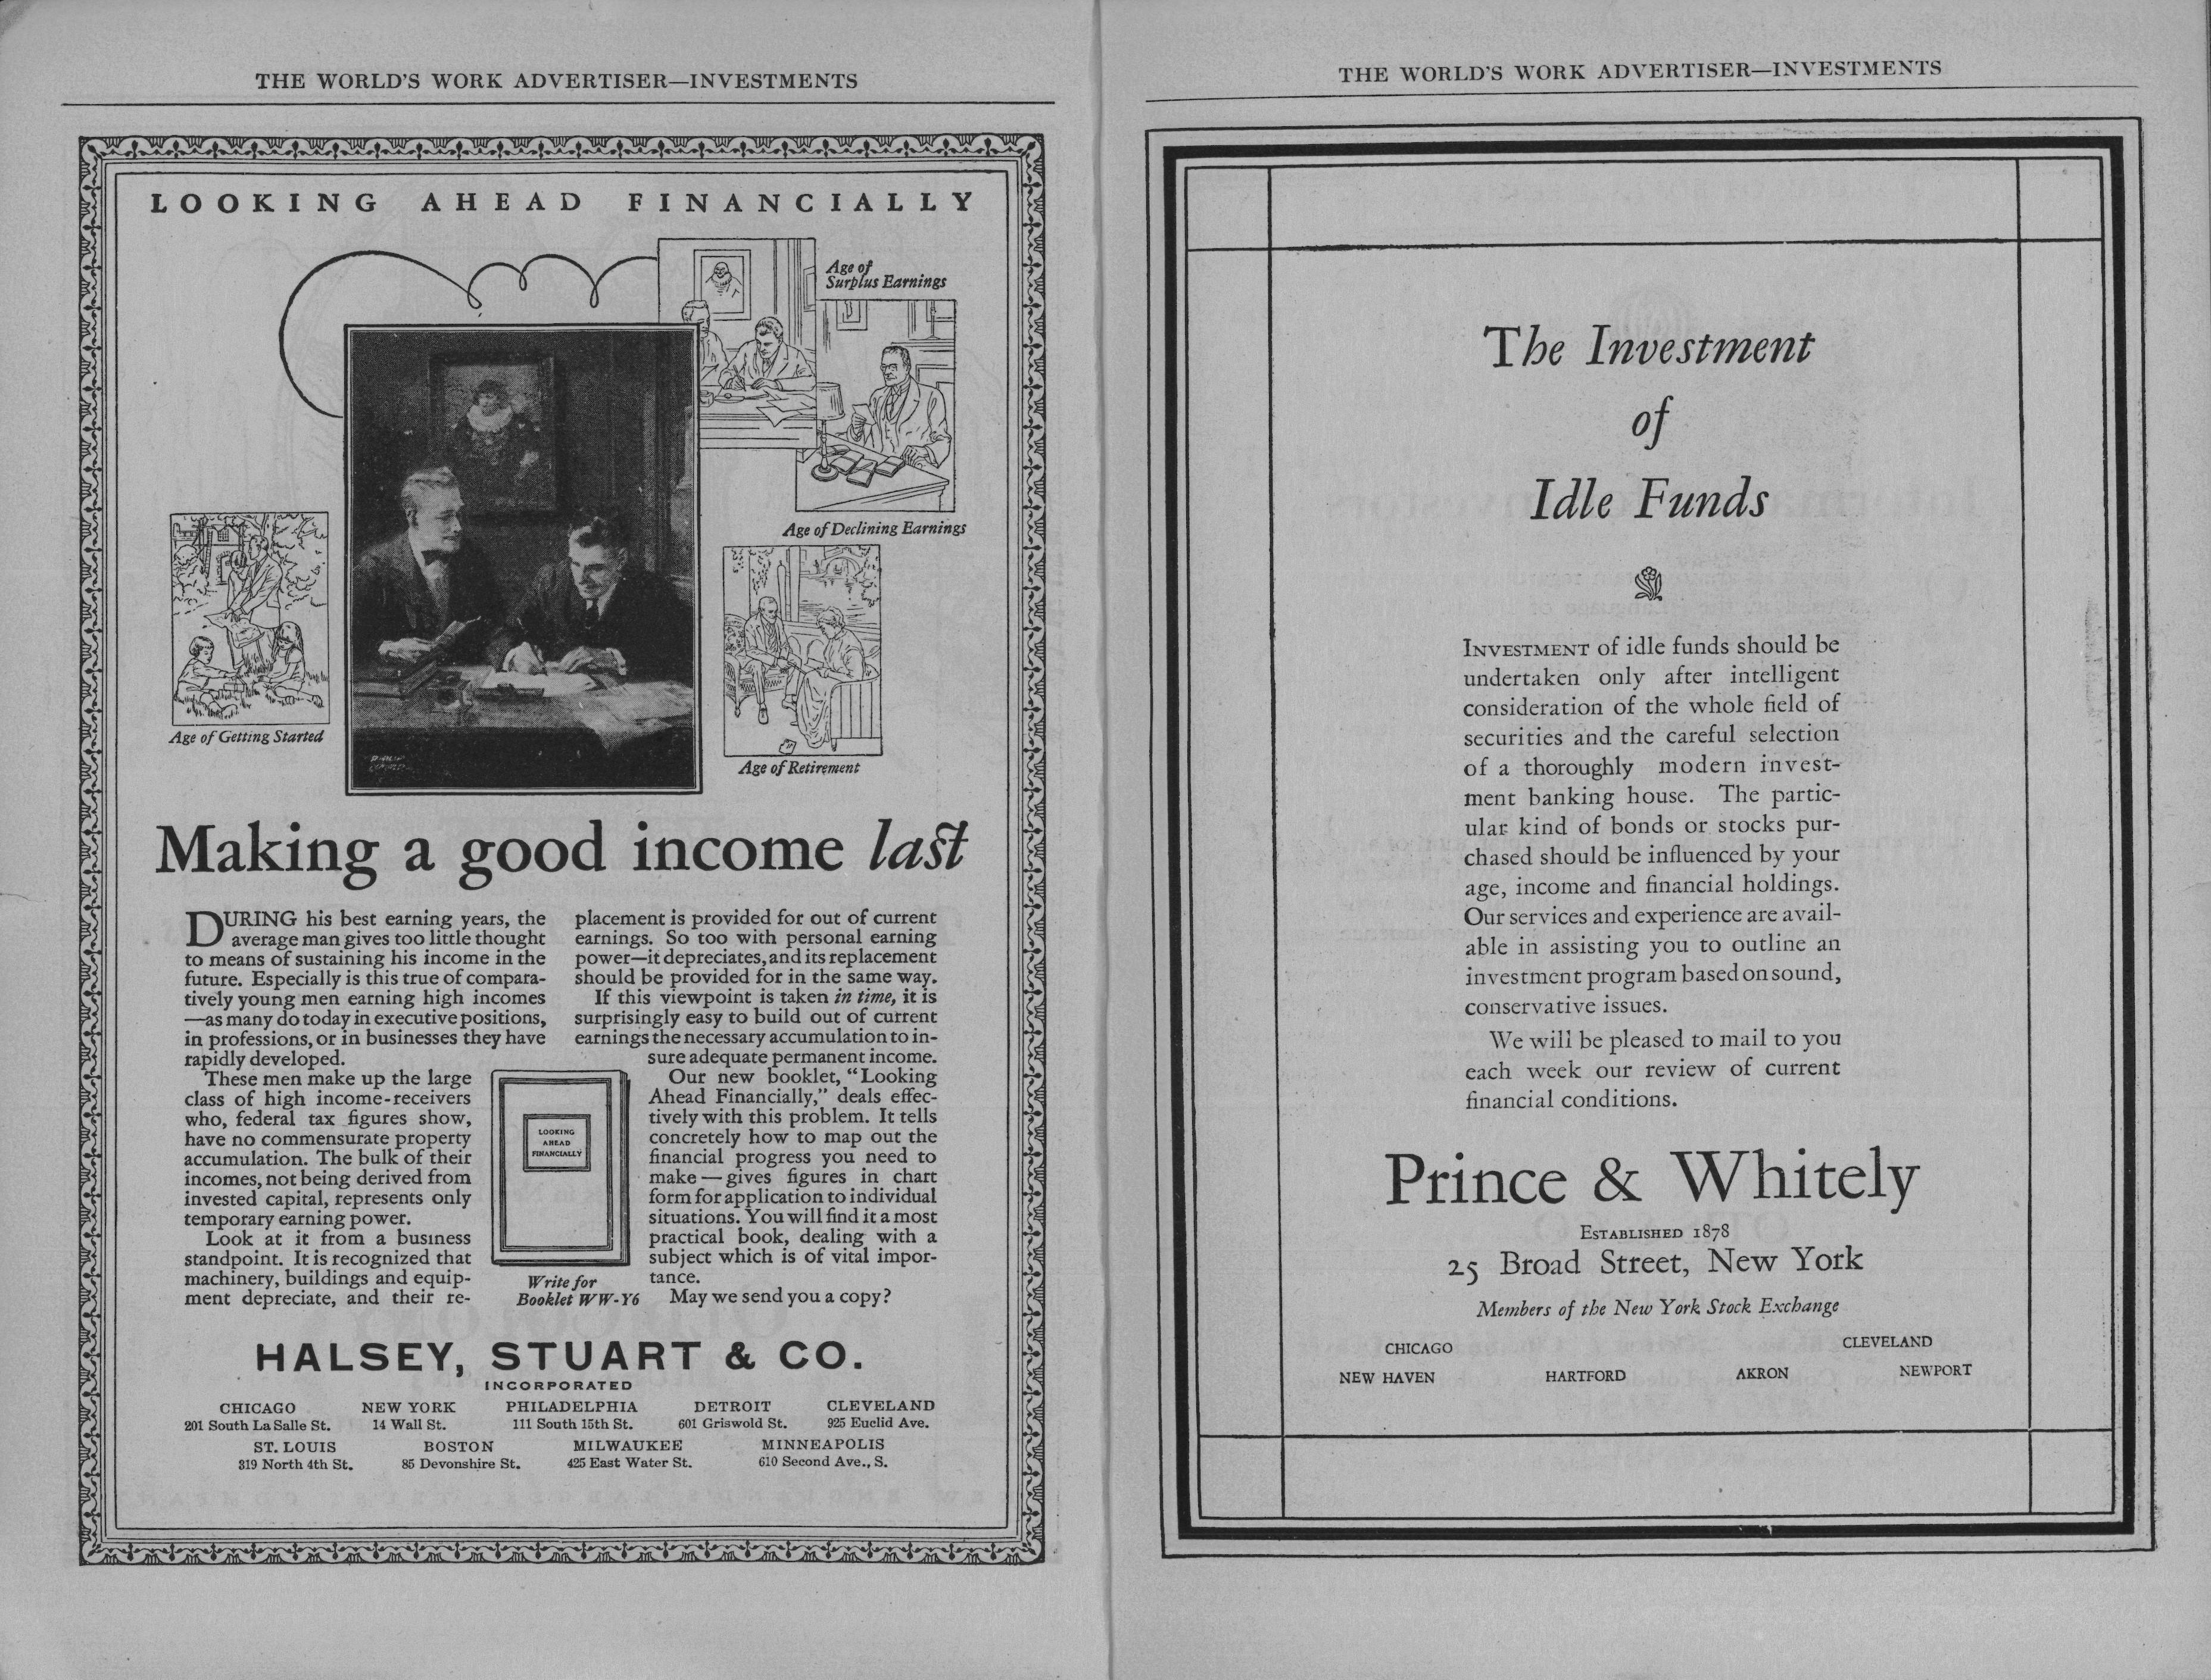 THE WORLD'S WORK ADVERTISER—INVESTMENTS
LOOKING AHEAD FINANCIALLY
Age of
Surplus Earnings
Age of Declining Earnings
Age of Getting Started
Age of Retirement
Making a good income last
DURING his best earning years, the
average man gives too little thought
to means of sustaining his income in the
future. Especially is this true of compara-
tively young men earning high incomes
—as many do today in executive positions,
in professions, or in businesses they have
rapidly developed.
These men make up the large
class of high income-receivers
who, federal tax figures show,
have no commensurate property
accumulation. The bulk of their
incomes, not being derived from
invested capital, represents only
temporary earning power.
Look at it from a business
standpoint. It is recognized that
machinery, buildings and equip-
ment depreciate, and their re-
placement is provided for out of current
earnings. So too with personal earning
power—it depreciates, and its replacement
should be provided for in the same way.
If this viewpoint is taken in time, it is
surprisingly easy to build out of current
earnings the necessary accumulation to in-
sure adequate permanent income.
Our new booklet, "Looking
Ahead Financially," deals effec-
tively with this problem. It tells
concretely how to map out the
financial progress you need to
make—gives figures in chart
form for application to individual
situations. You will find it a most
practical book, dealing with a
subject which is of vital impor-
tance.
May we send you a copy?
LOOKING
AHEAD
FINANCIALLY
Write for
Booklet WW-Y6
HALSEY, STUART & CO.
INCORPORATED
CHICAGO NEW YORK PHILADELPHIA DETROIT CLEVELAND
201 South La Salle St. 14 Wall St. 111 South 15th St. 601 Griswold St. 925 Euclid Ave.
ST. LOUIS BOSTON MILWAUKEE MINNEAPOLIS
319 North 4th St. 85 Devonshire St. 425 East Water St. 610 Second Ave., S.
THE WORLD'S WORK ADVERTISER—INVESTMENTS
The Investment
of
Idle Funds
INVESTMENT of idle funds should be
undertaken only after intelligent
consideration of the whole field of
securities and the careful selection
of a thoroughly modern invest-
ment banking house. The partic-
ular kind of bonds or stocks pur-
chased should be influenced by your
age, income and financial holdings.
Our services and experience are avail-
able in assisting you to outline an
investment program based on sound,
conservative issues.
We will be pleased to mail to you
each week our review of current
financial conditions.
Prince & Whitely
ESTABLISHED 1878
25 Broad Street, New York
Members of the New York Stock Exchange
CHICAGO CLEVELAND
NEW HAVEN HARTFORD AKRON NEWPORT